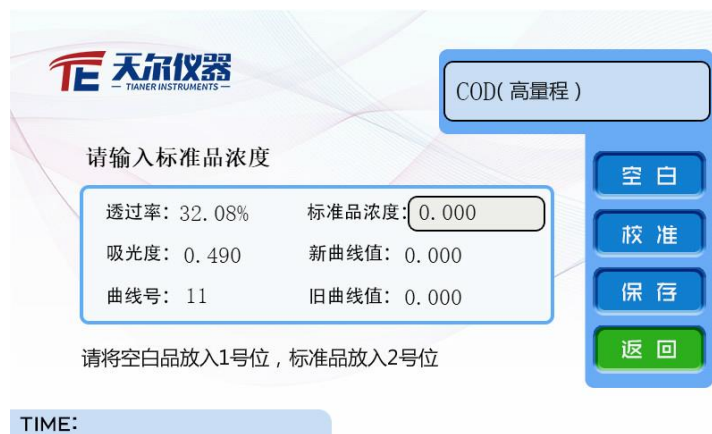 TE 天尔仪器
— TIANER INSTRUMENTS —
COD( 高量程 )
请输入标准品浓度
空白
透过率: 32.08% 标准品浓度: 0.000
校准
吸光度: 0.490 新曲线值: 0.000
曲线号: 11 旧曲线值: 0.000
保存
请将空白品放入1号位,标准品放入2号位
返回
TIME: